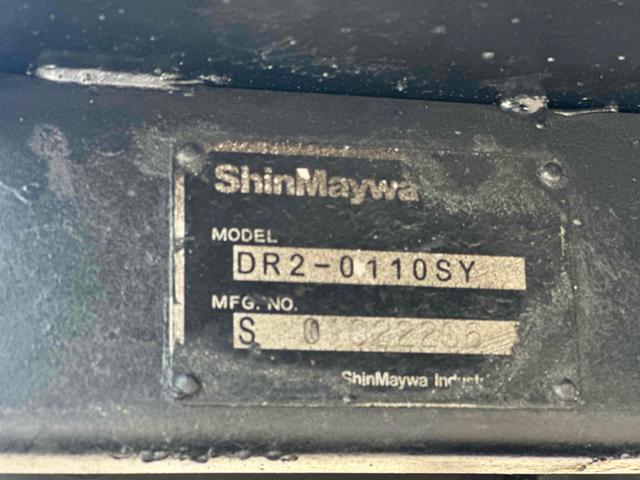 ShinMaywa
MODEL
DR2-0110SY
MFG. NO.
S
ShinMaywa